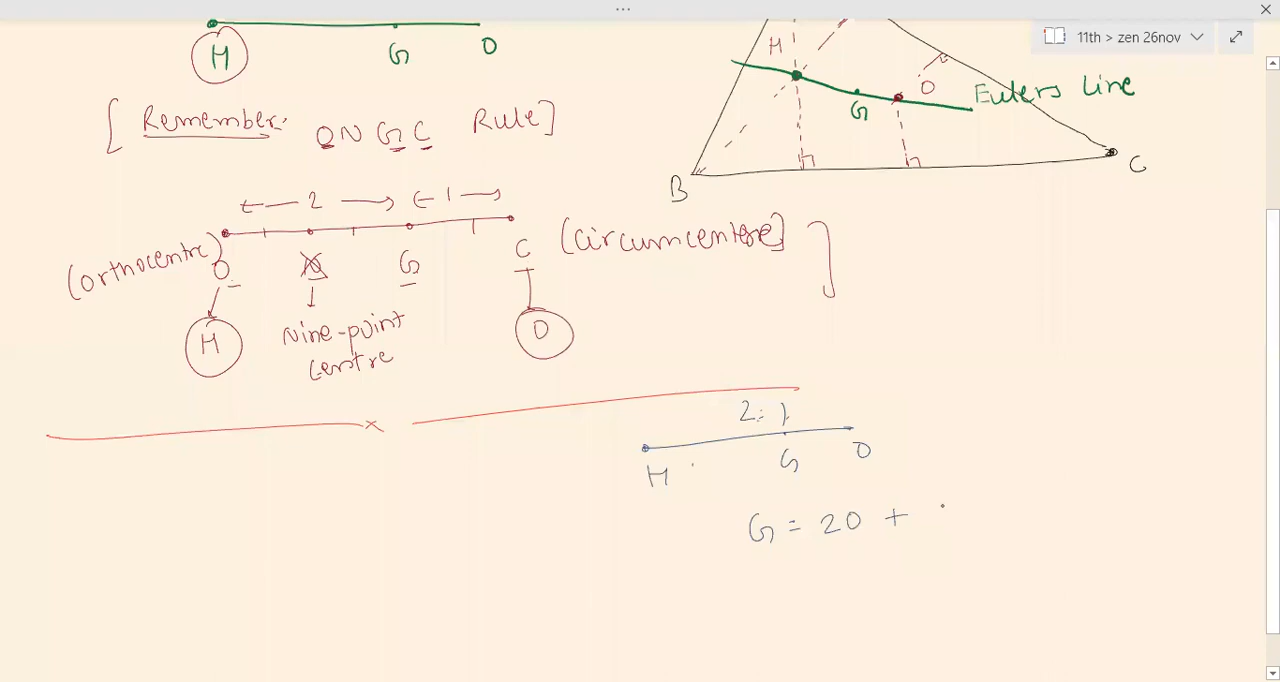 ...
11th > zen 26nov
H G O
H
O
G
Eulers Line
[ Remember: ONGC Rule]
B
C
2 1
(orthocentre)
O N G C
(circumcentre]
H
Nine-point
centre
O
2:1
H G O
G = 2O +